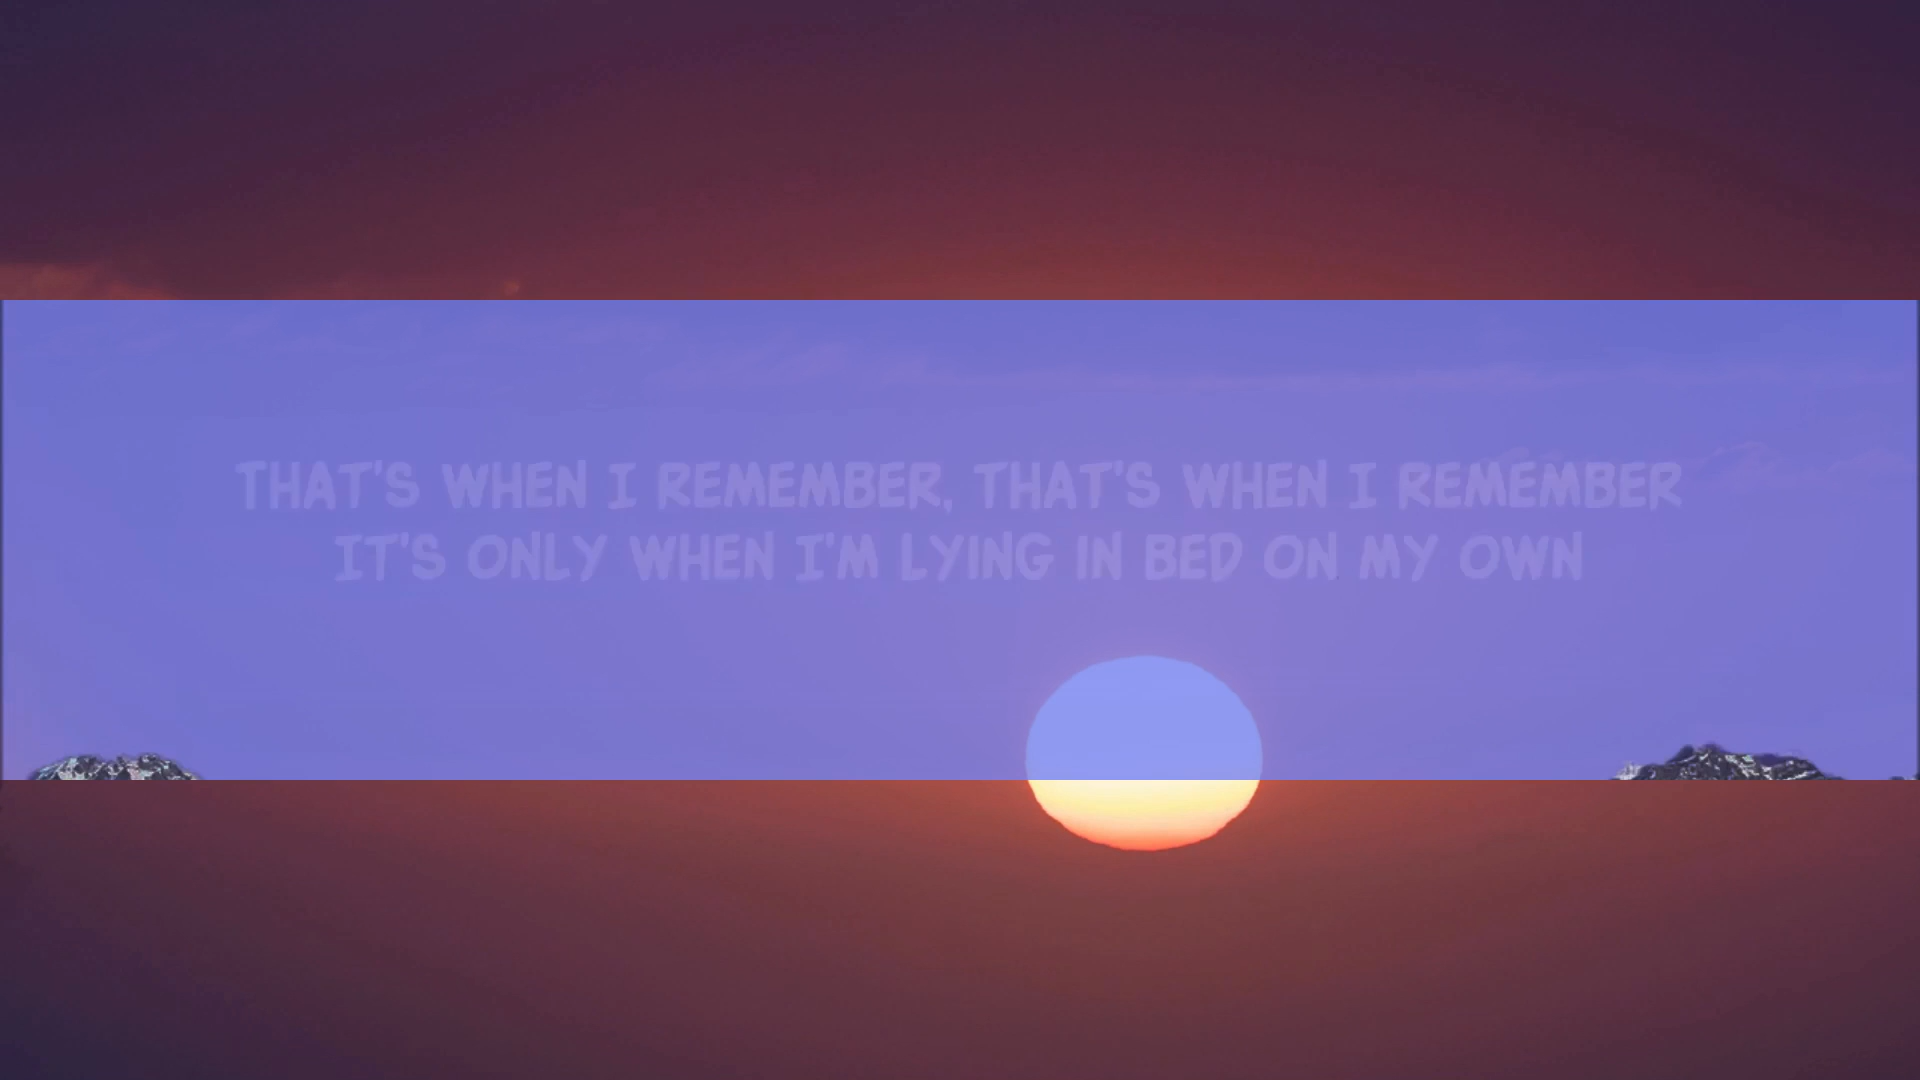 THAT'S WHEN I REMEMBER, THAT'S WHEN I REMEMBER
IT'S ONLY WHEN I'M LYING IN BED ON MY OWN